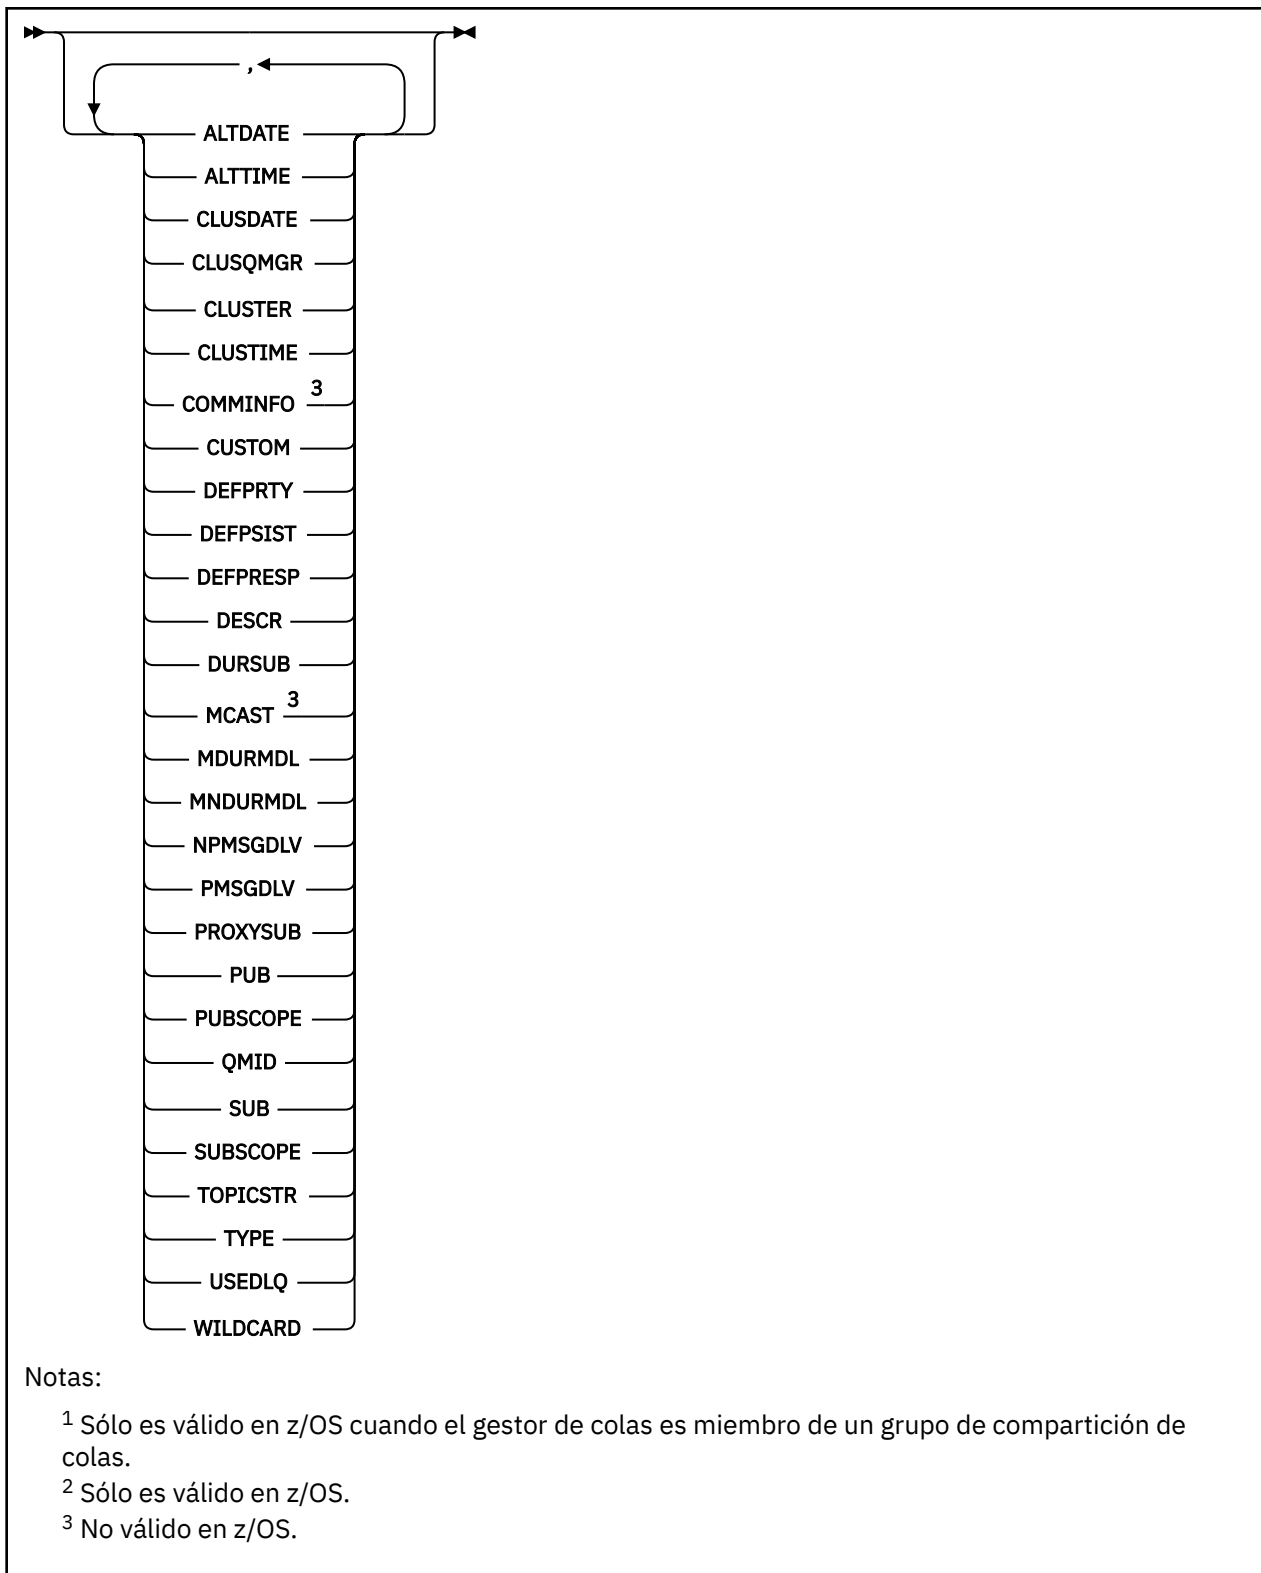 ,
ALTDATE
ALTTIME
CLUSDATE
CLUSQMGR
CLUSTER
CLUSTIME
COMMINFO 3
CUSTOM
DEFPRTY
DEFPSIST
DEFPRESP
DESCR
DURSUB
MCAST 3
MDURMDL
MNDURMDL
NPMSGDLV
PMSGDLV
PROXYSUB
PUB
PUBSCOPE
QMID
SUB
SUBSCOPE
TOPICSTR
TYPE
USEDLQ
WILDCARD
Notas:
1 Sólo es válido en z/OS cuando el gestor de colas es miembro de un grupo de compartición de
colas.
2 Sólo es válido en z/OS.
3 No válido en z/OS.